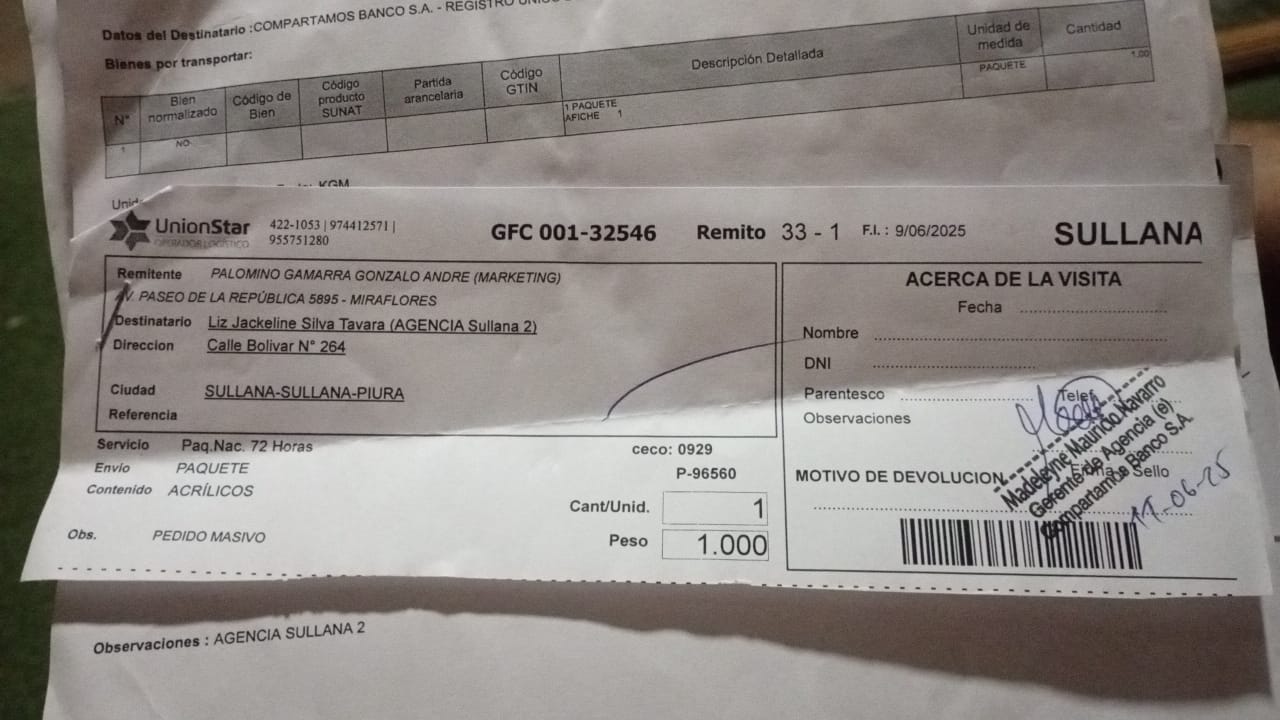 Datos del Destinatario :COMPARTAMOS BANCO S.A. - REGISTRO
Bienes por transportar:
N° Bien normalizado Código de Bien Código producto SUNAT Partida arancelaria Código GTIN Descripción Detallada Unidad de medida Cantidad
1 NO 1 PAQUETE PAQUETE 1.00
AFICHE 1
KGM
UnionStar 422-1053 | 974412571 |
OPERADOR LOGÍSTICO 955751280
GFC 001-32546 Remito 33 - 1 F.I. : 9/06/2025 SULLANA
Remitente PALOMINO GAMARRA GONZALO ANDRE (MARKETING)
AV. PASEO DE LA REPÚBLICA 5895 - MIRAFLORES
Destinatario Liz Jackeline Silva Tavara (AGENCIA Sullana 2)
Direccion Calle Bolivar N° 264
Ciudad SULLANA-SULLANA-PIURA
Referencia
Servicio Paq.Nac. 72 Horas
Envío PAQUETE
Contenido ACRÍLICOS
Obs. PEDIDO MASIVO
ceco: 0929
P-96560
Cant/Unid. 1
Peso 1.000
ACERCA DE LA VISITA
Fecha
Nombre
DNI
Parentesco Telef.
Observaciones
MOTIVO DE DEVOLUCION
Sello
Madeleyne Mauricio Navarro
Gerente de Agencia (e)
Compartamos Banco S.A.
Observaciones : AGENCIA SULLANA 2